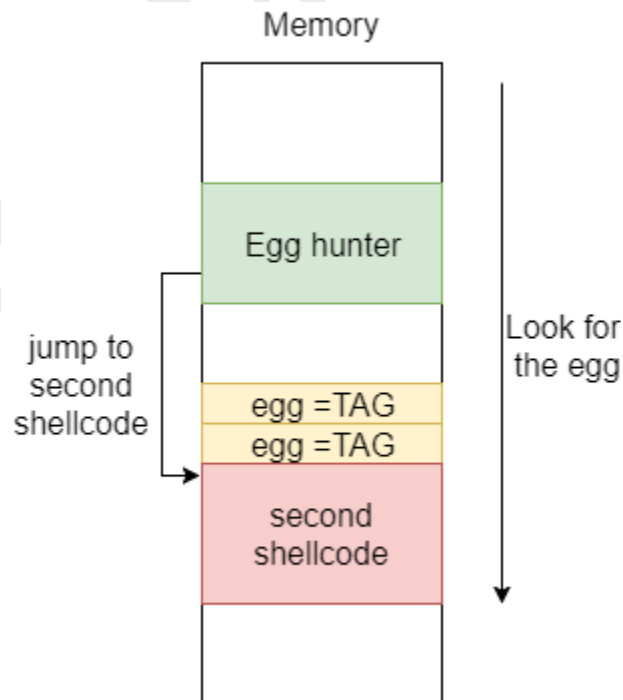 Memory
Egg hunter
jump to
second
shellcode
Look for
the egg
egg =TAG
egg =TAG
second
shellcode